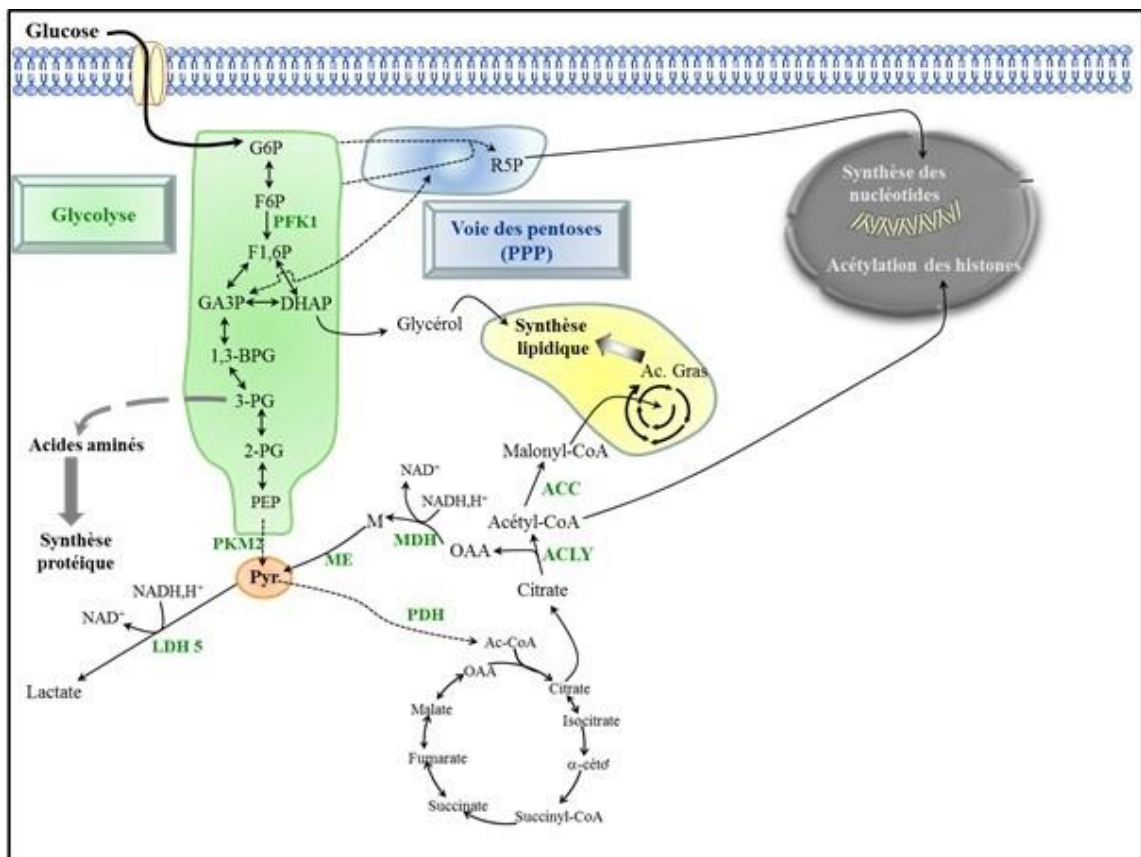 Glucose
G6P
R5P
Synthèse des
nucléotides
Glycolyse
F6P
PFK1
Voie des pentoses
(PPP)
F1,6P
Acétylation des histones
GA3P
DHAP
Glycérol
Synthèse
lipidique
1,3-BPG
Ac. Gras
3-PG
Acides aminés
2-PG
Malonyl-CoA
NAD⁺
PEP
NADH,H⁺
ACC
M
Acétyl-CoA
PKM2
MDH
OAA
ACLY
Synthèse
protéique
ME
Pyr.
Citrate
NADH,H⁺
NAD⁺
PDH
LDH 5
Ac-CoA
OAA
Citrate
Lactate
Malate
Isocitrate
Fumarate
α-céto
Succinate
Succinyl-CoA